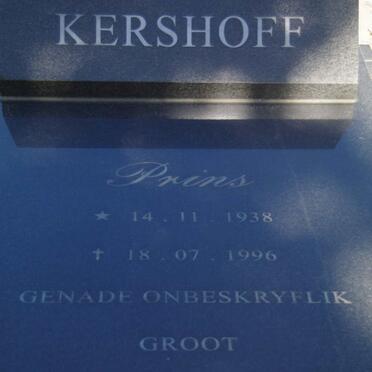 KERSHOFF
Prins
★ 14 . 11 . 1938
✝ 18 . 07 . 1996
GENADE ONBESKRYFLIK
GROOT